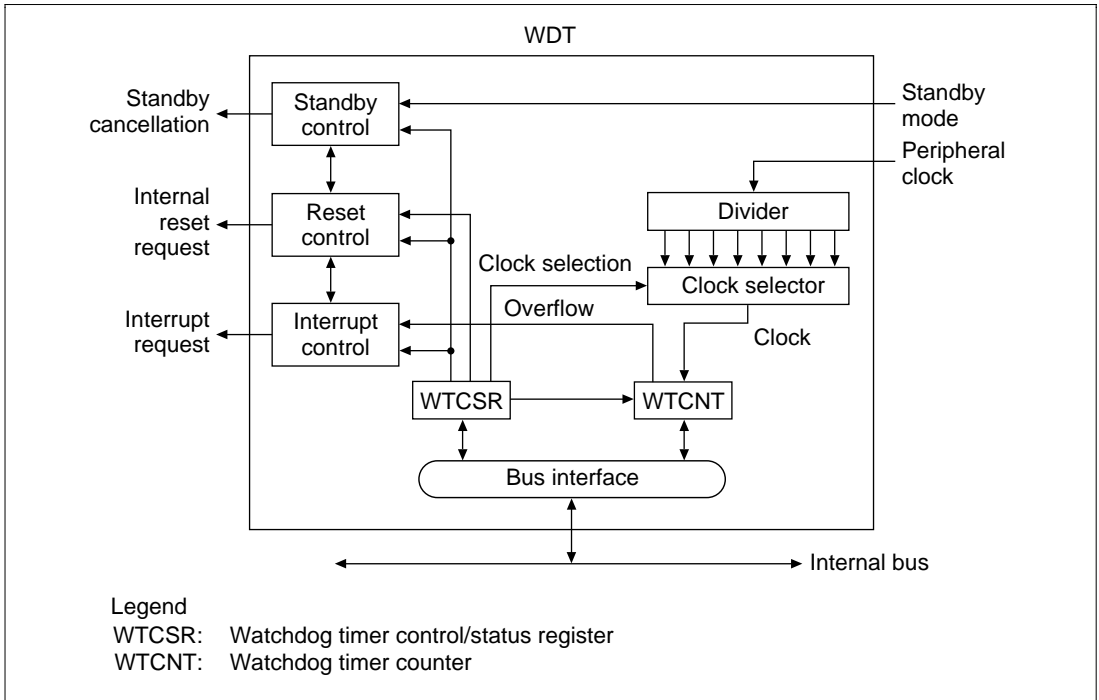 WDT
Standby
cancellation
Standby
control
Standby
mode
Peripheral
clock
Internal
reset
request
Reset
control
Divider
Clock selection
Clock selector
Interrupt
request
Interrupt
control
Overflow
Clock
WTCSR
WTCNT
Bus interface
Internal bus
Legend
WTCSR: Watchdog timer control/status register
WTCNT: Watchdog timer counter